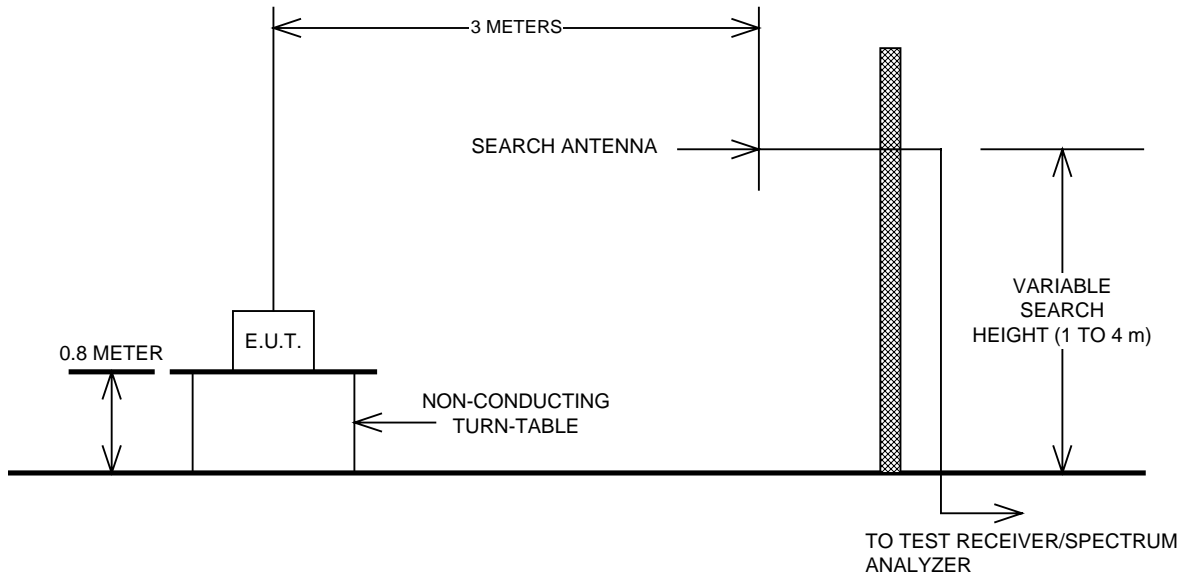 3 METERS
SEARCH ANTENNA
VARIABLE
SEARCH
HEIGHT (1 TO 4 m)
E.U.T.
0.8 METER
NON-CONDUCTING
TURN-TABLE
TO TEST RECEIVER/SPECTRUM
ANALYZER